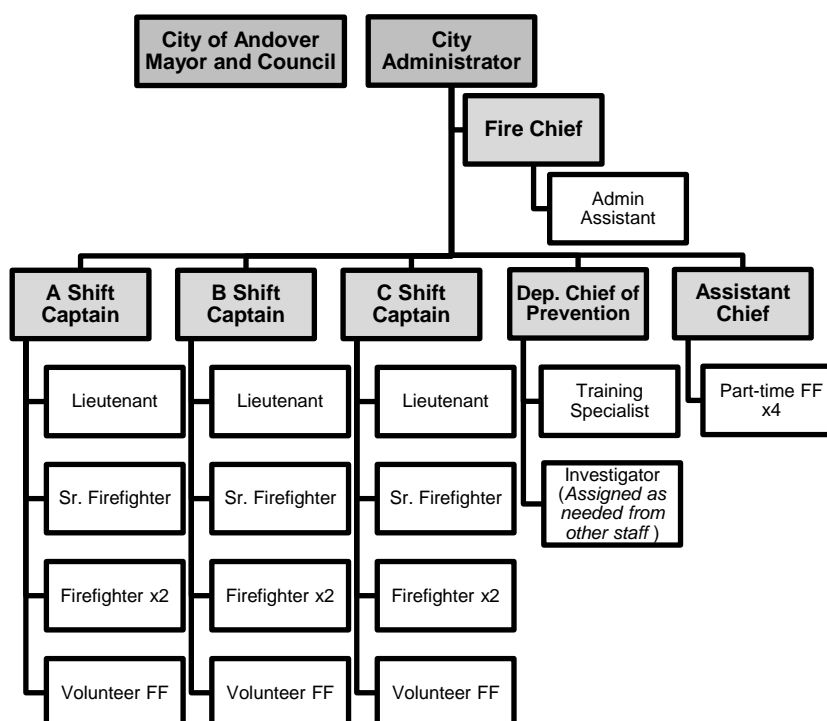 City of Andover
Mayor and Council
City
Administrator
Fire Chief
Admin
Assistant
A Shift
Captain
B Shift
Captain
C Shift
Captain
Dep. Chief of
Prevention
Assistant
Chief
Lieutenant
Lieutenant
Lieutenant
Training
Specialist
Part-time FF
x4
Sr. Firefighter
Sr. Firefighter
Sr. Firefighter
Investigator
(Assigned as
needed from
other staff )
Firefighter x2
Firefighter x2
Firefighter x2
Volunteer FF
Volunteer FF
Volunteer FF